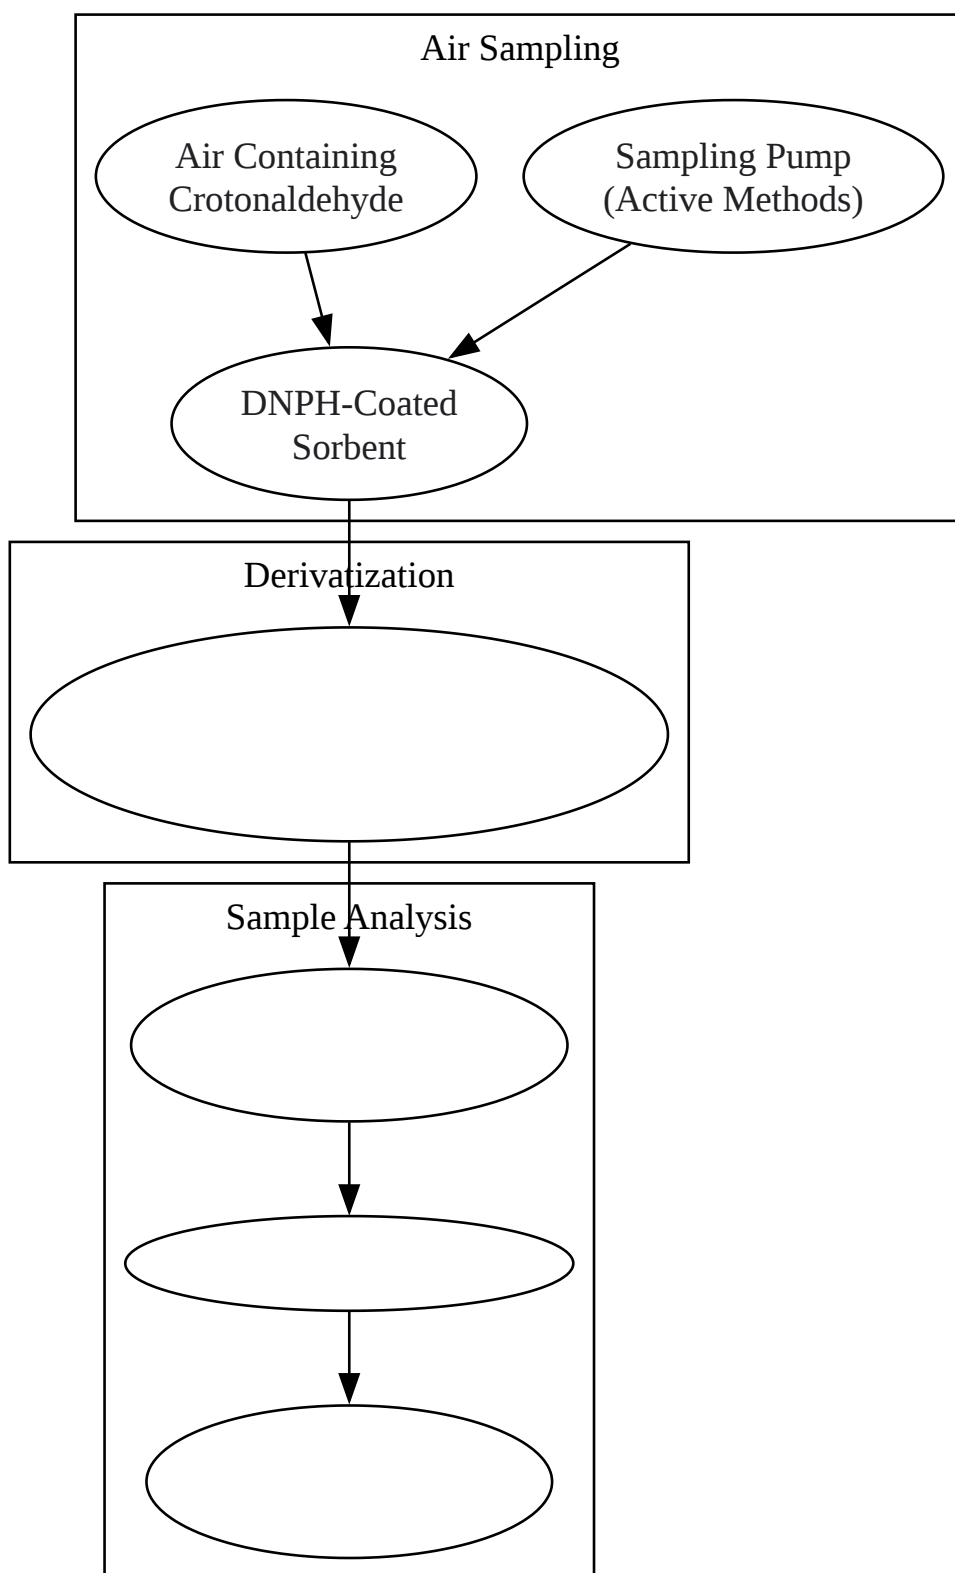 Air Sampling
Air Containing
Crotonaldehyde
Sampling Pump
(Active Methods)
DNPH-Coated
Sorbent
Derivatization
Sample Analysis